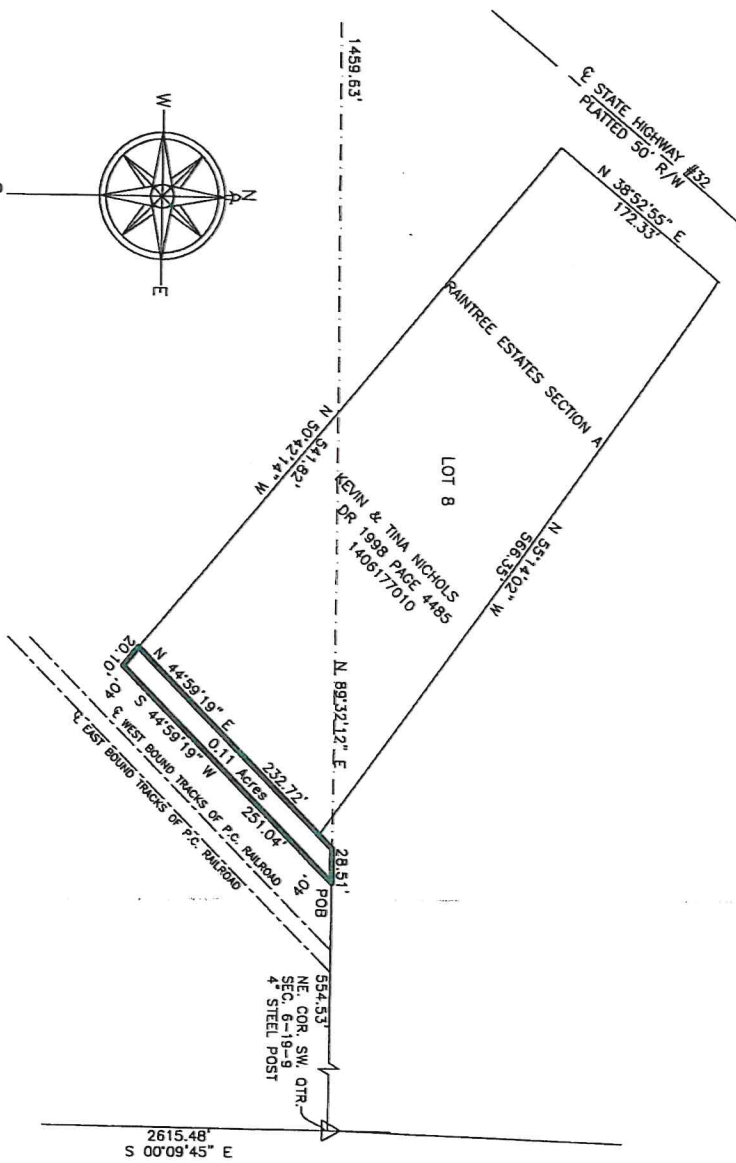 ℄ STATE HIGHWAY #32
PLATTED 50' R/W
1459.63'
N 38°52'55" E
172.33'
W
N
E
RAINTREE ESTATES SECTION A
LOT 8
N 55°14'02" W
566.35'
N 50°42'14" W
541.82'
KEVIN & TINA NICHOLS
DR 1998 PAGE 4485
1406177010
N 89°32'12" E
20.10'
N 44°59'19" E
232.72'
0.11 Acres
S 44°59'19" W
251.04'
40'
28.51'
40'
POB
℄ WEST BOUND TRACKS OF P.C. RAILROAD
℄ EAST BOUND TRACKS OF P.C. RAILROAD
554.53'
NE. COR. SW. QTR.
SEC. 6-19-9
4" STEEL POST
2615.48'
S 00°09'45" E